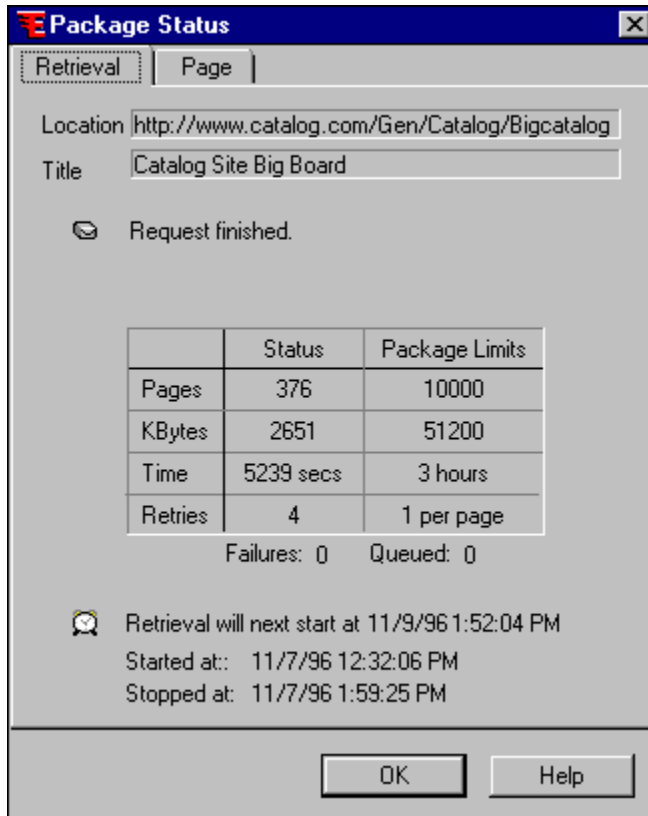 Package Status
Retrieval Page
Location http://www.catalog.com/Gen/Catalog/Bigcatalog
Title Catalog Site Big Board
Request finished.
Status Package Limits
Pages 376 10000
KBytes 2651 51200
Time 5239 secs 3 hours
Retries 4 1 per page
Failures: 0 Queued: 0
Retrieval will next start at 11/9/96 1:52:04 PM
Started at:: 11/7/96 12:32:06 PM
Stopped at: 11/7/96 1:59:25 PM
OK Help